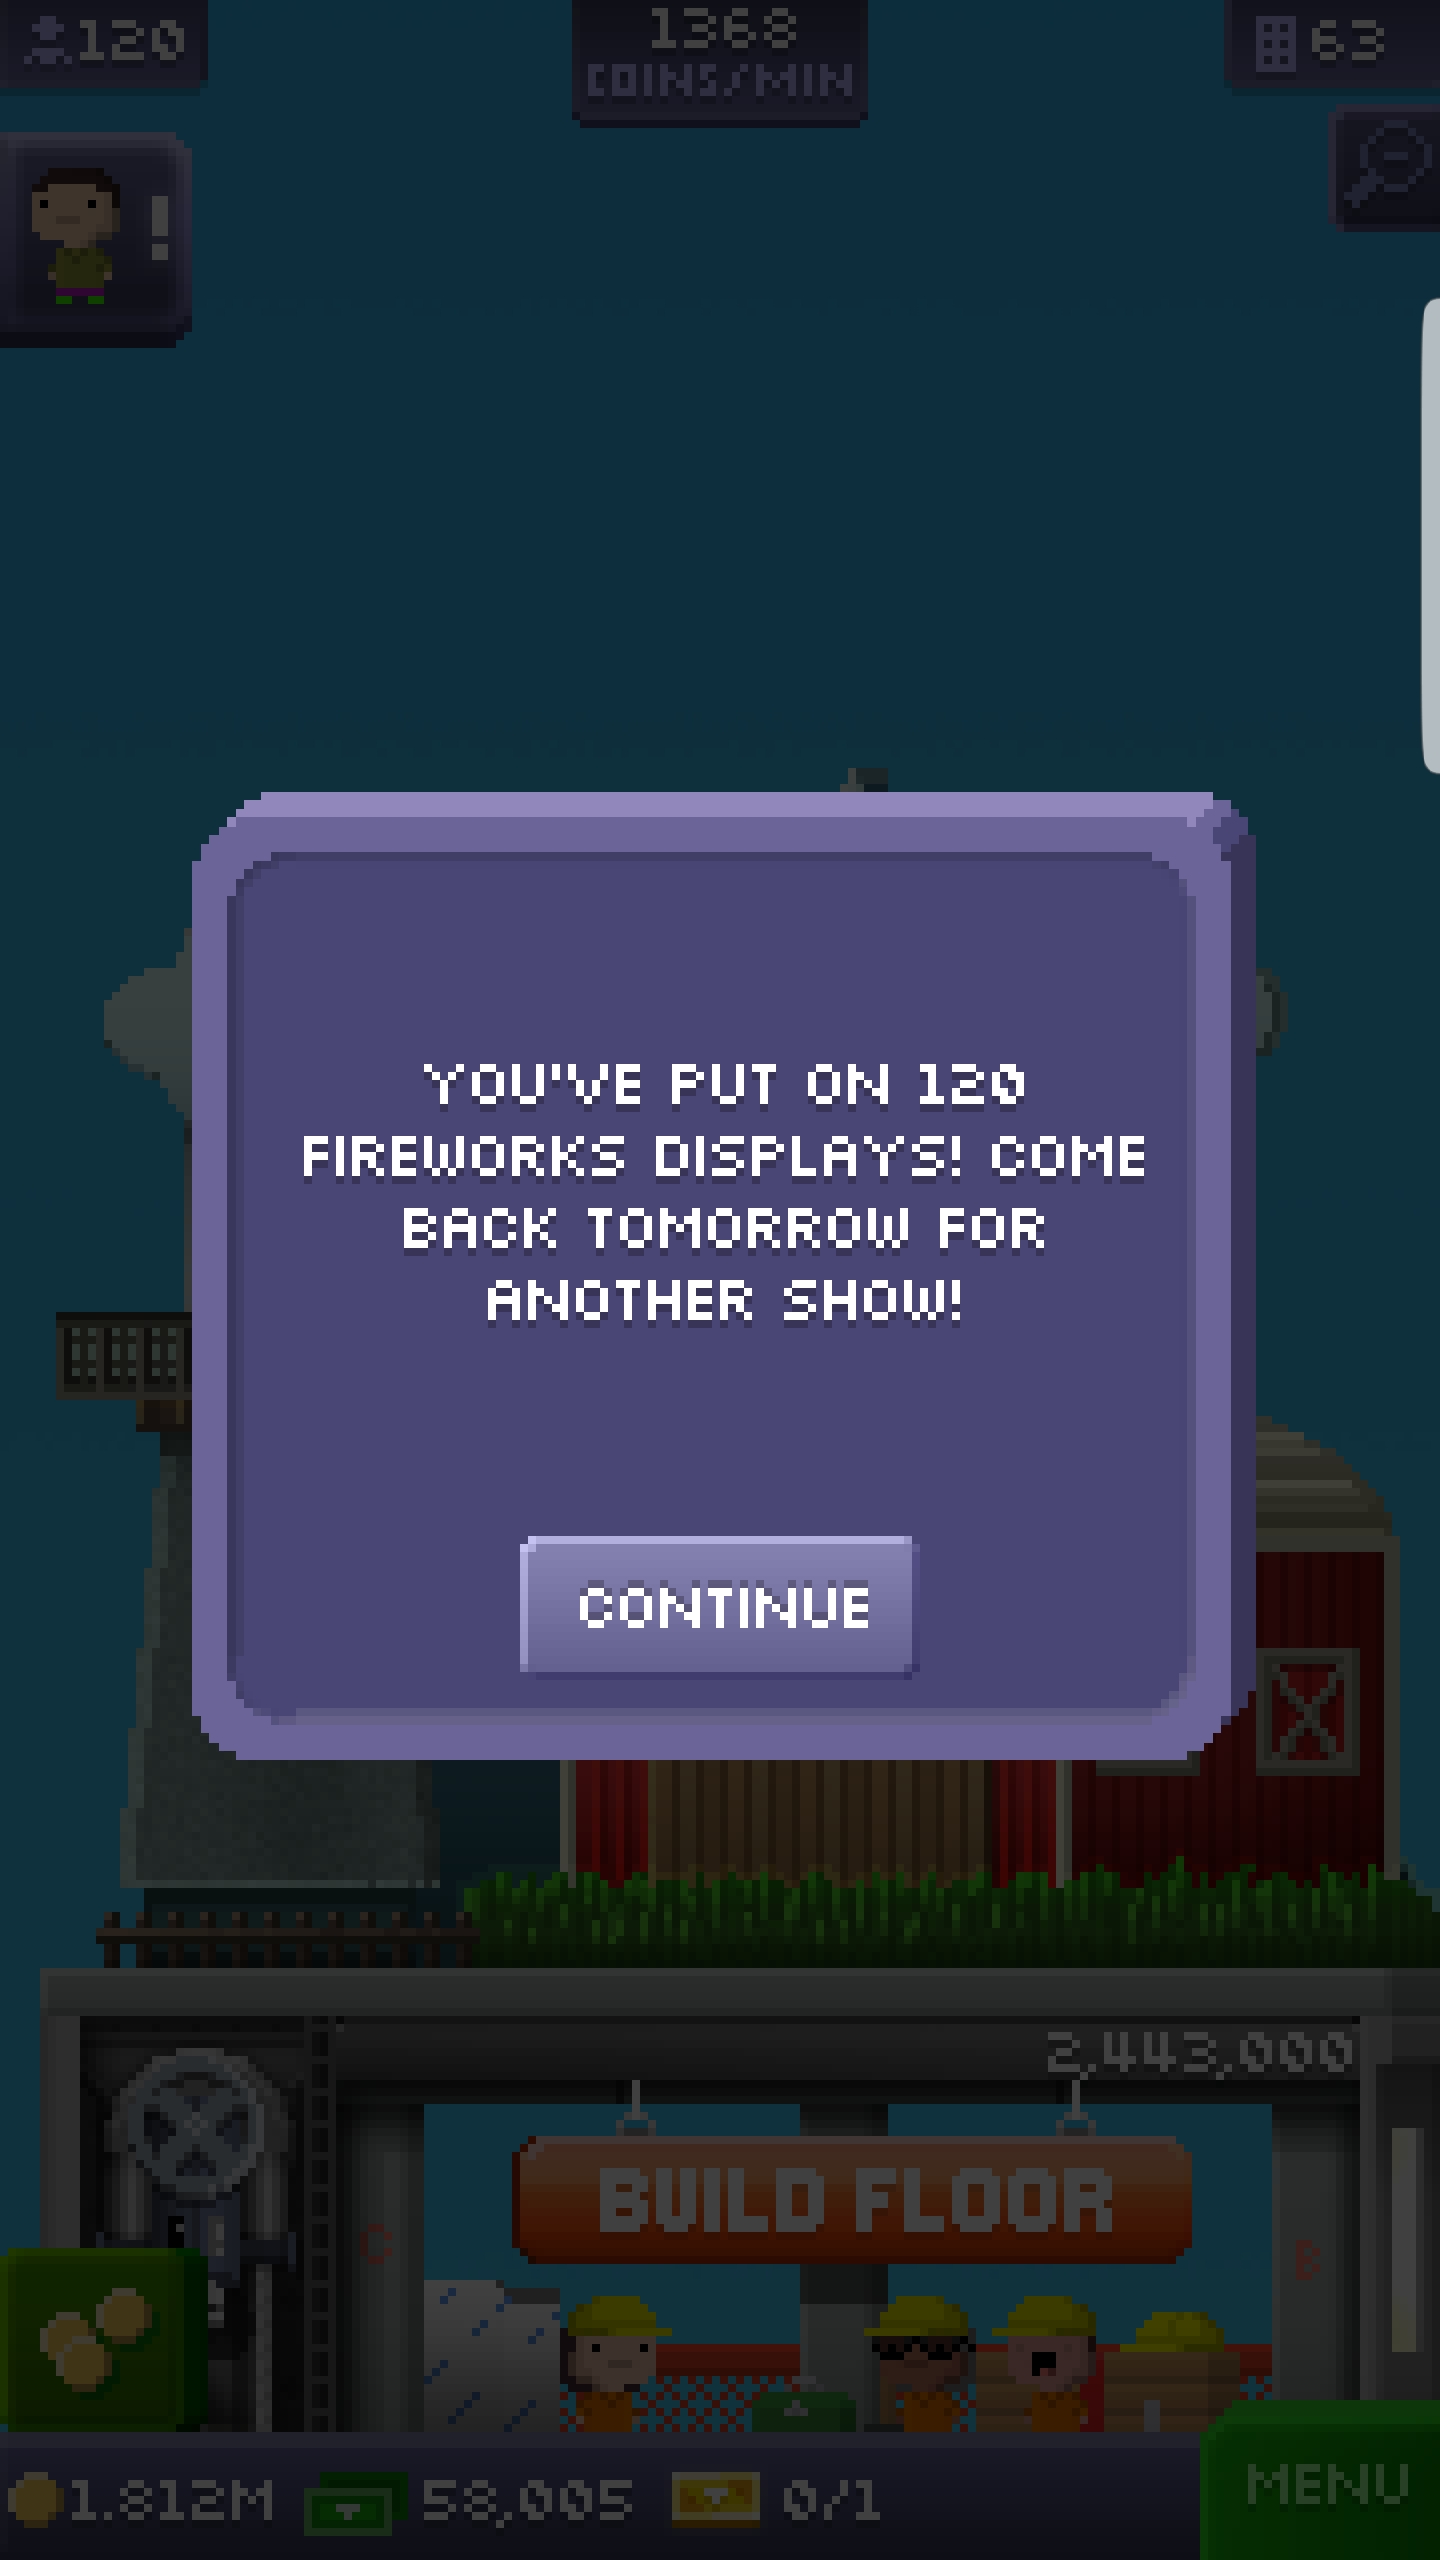 120
1368
COINS/MIN
63
!
YOU'VE PUT ON 120
FIREWORKS DISPLAYS! COME
BACK TOMORROW FOR
ANOTHER SHOW!
CONTINUE
2,443,000
BUILD FLOOR
C
B
1.812M
58,005
0/1
MENU